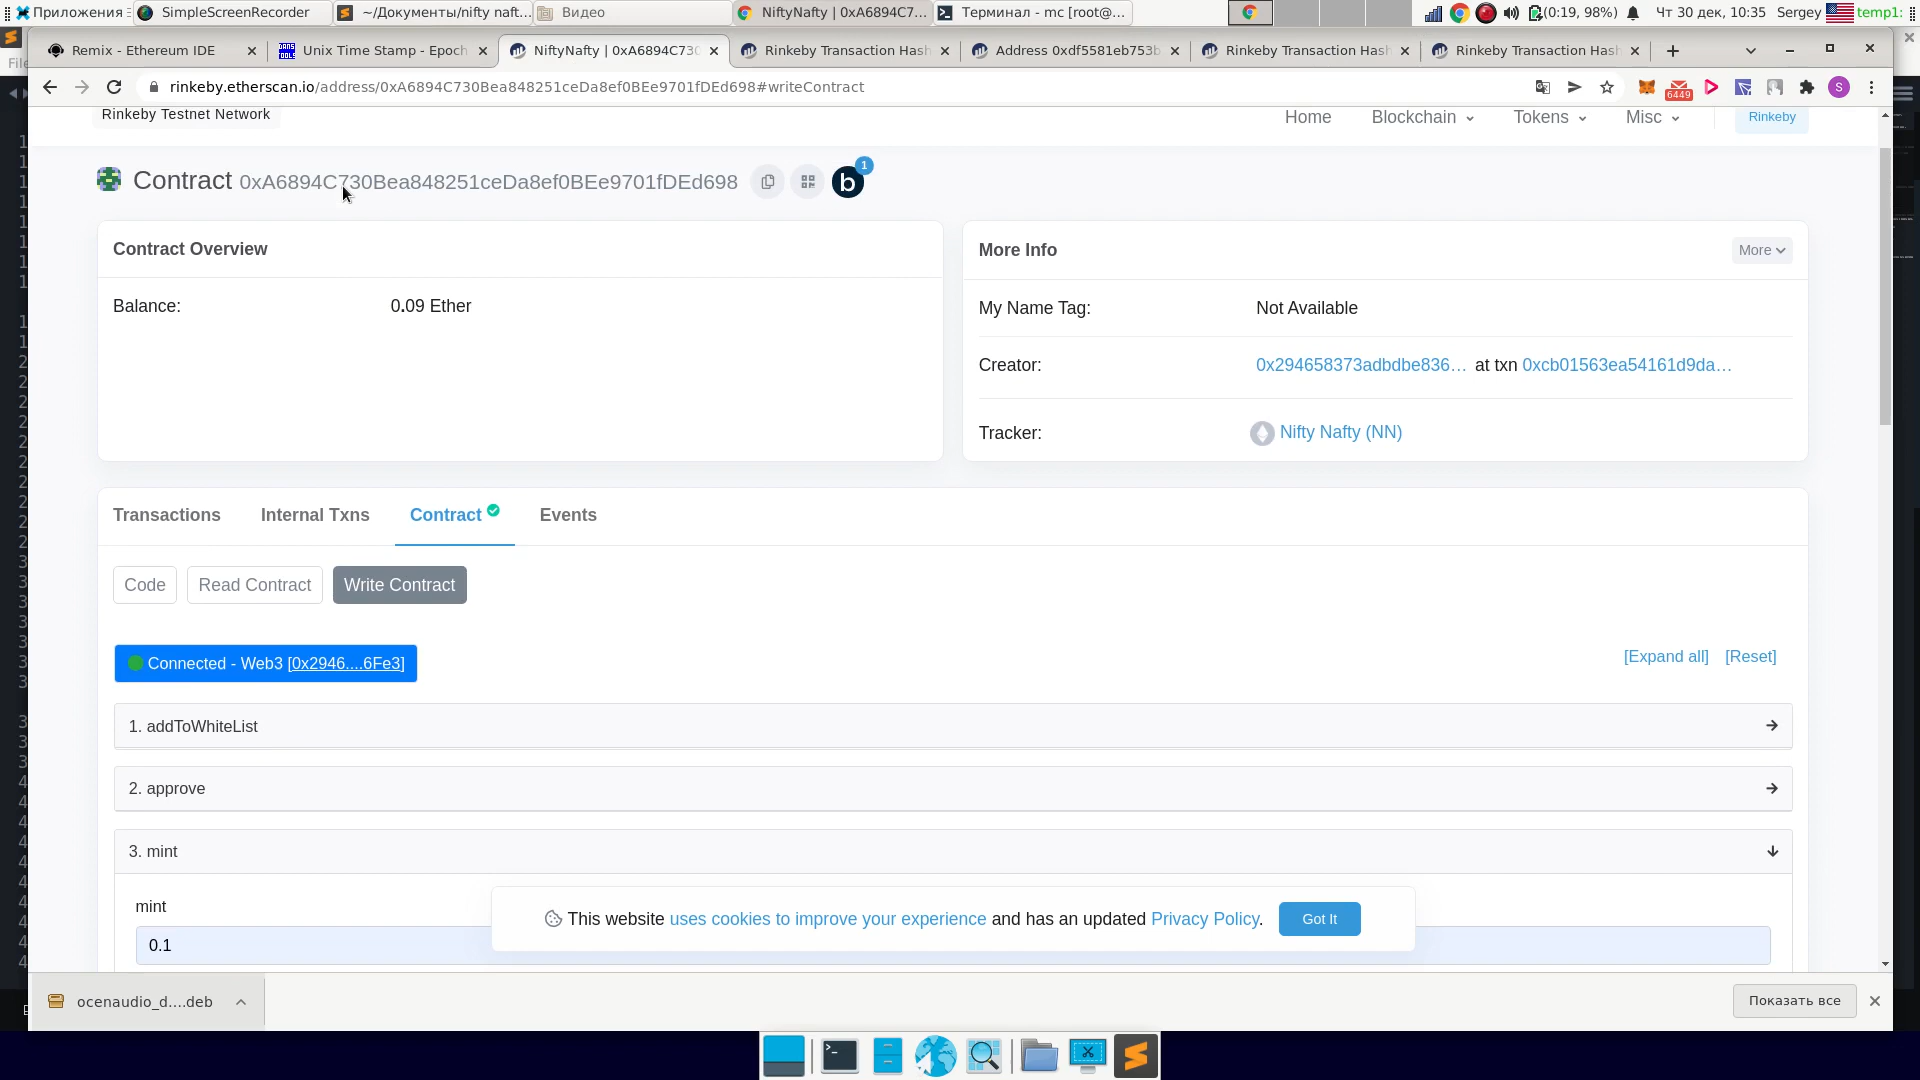 Приложения
SimpleScreenRecorder
~/Документы/nifty naft...
Видео
NiftyNafty | 0xA6894C7...
Терминал - mc [root@...
(0:19, 98%)
Чт 30 дек, 10:35
Sergey
temp1:
Remix - Ethereum IDE
Unix Time Stamp - Epoch
NiftyNafty | 0xA6894C730
Rinkeby Transaction Hash
Address 0xdf5581eb753b
Rinkeby Transaction Hash
Rinkeby Transaction Hash
File
rinkeby.etherscan.io/address/0xA6894C730Bea848251ceDa8ef0BEe9701fDEd698#writeContract
6449
S
Rinkeby Testnet Network
Home
Blockchain
Tokens
Misc
Rinkeby
Contract 0xA6894C730Bea848251ceDa8ef0BEe9701fDEd698
b
1
Contract Overview
Balance:
0.09 Ether
More Info
More
My Name Tag:
Not Available
Creator:
0x294658373adbdbe836... at txn 0xcb01563ea54161d9da...
Tracker:
Nifty Nafty (NN)
Transactions
Internal Txns
Contract
Events
Code
Read Contract
Write Contract
Connected - Web3 [0x2946....6Fe3]
[Expand all]
[Reset]
1. addToWhiteList
2. approve
3. mint
mint
0.1
This website uses cookies to improve your experience and has an updated Privacy Policy.
Got It
ocenaudio_d....deb
Показать все